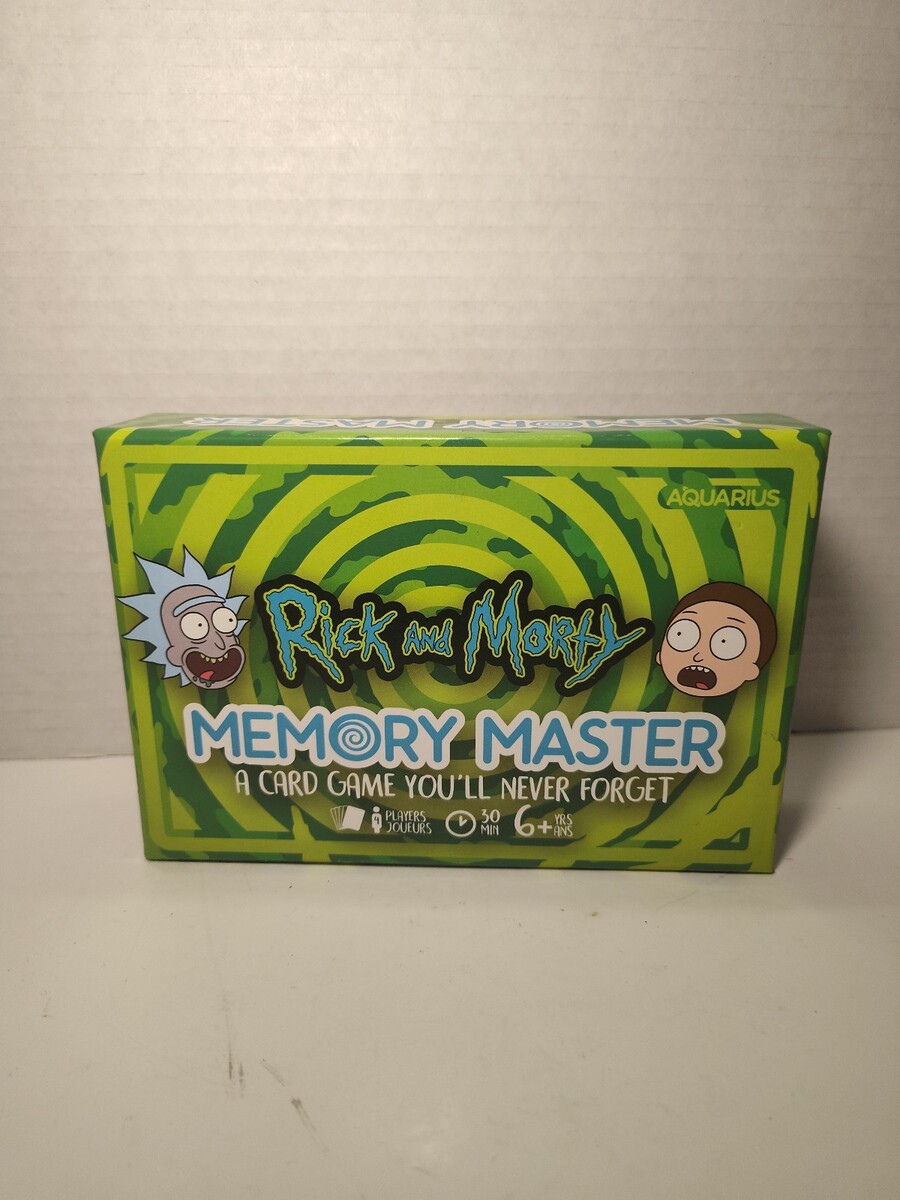 MEMORY MASTER
AQUARIUS
RICK AND MORTY
MEMORY MASTER
A CARD GAME YOU'LL NEVER FORGET
4 PLAYERS JOUEURS
30 MIN
6+ YRS ANS